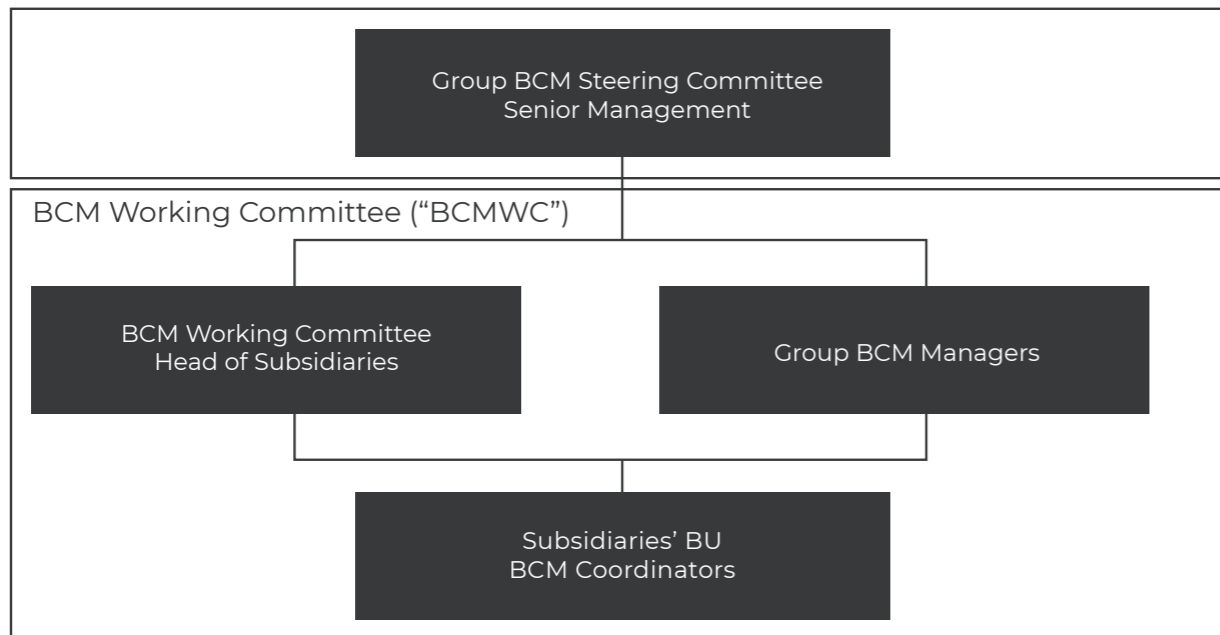 Group BCM Steering Committee
Senior Management
BCM Working Committee (“BCMWC”)
BCM Working Committee
Head of Subsidiaries
Group BCM Managers
Subsidiaries’ BU
BCM Coordinators